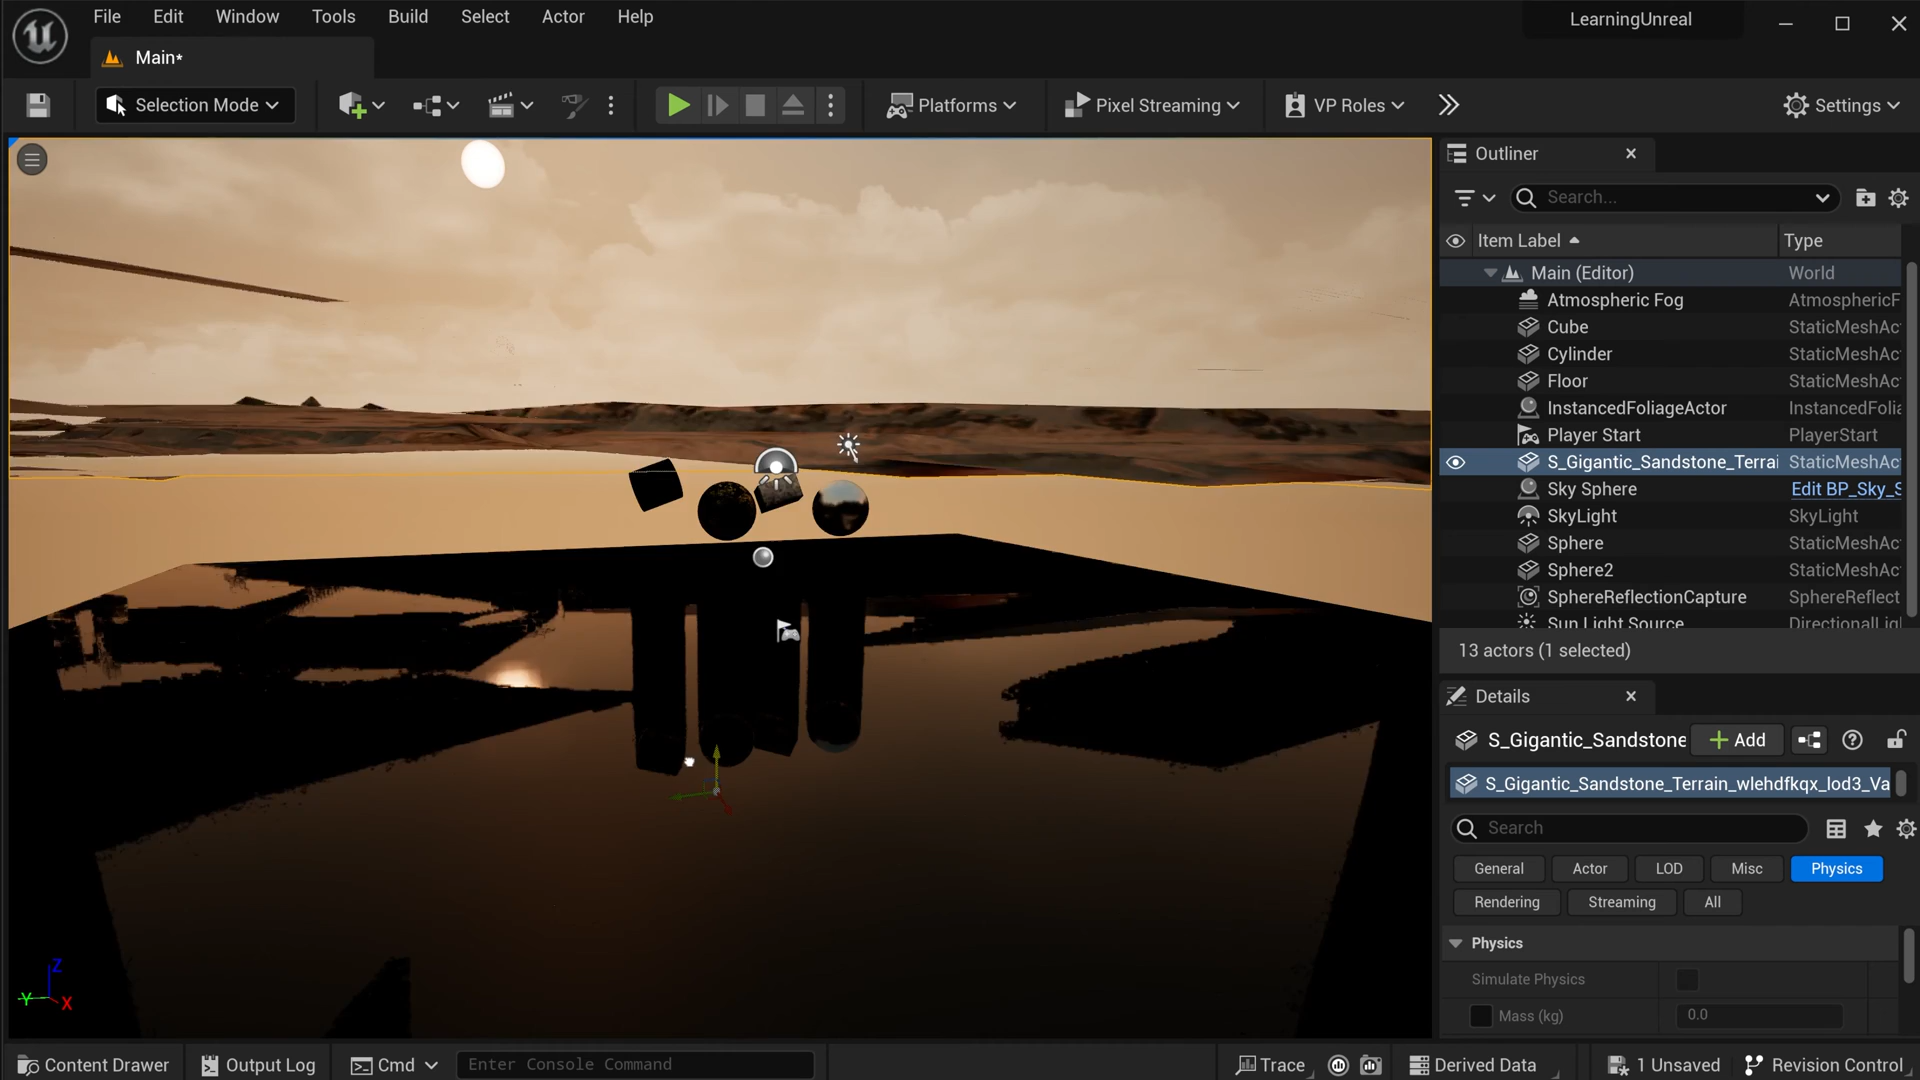 File Edit Window Tools Build Select Actor Help
LearningUnreal
Main*
Selection Mode
Platforms
Pixel Streaming
VP Roles
Settings
Outliner
Search...
Item Label Type
Main (Editor) World
Atmospheric Fog AtmosphericF
Cube StaticMeshAc
Cylinder StaticMeshAc
Floor StaticMeshAc
InstancedFoliageActor InstancedFolia
Player Start PlayerStart
S_Gigantic_Sandstone_Terrai StaticMeshAc
Sky Sphere Edit BP_Sky_S
SkyLight SkyLight
Sphere StaticMeshAc
Sphere2 StaticMeshAc
SphereReflectionCapture SphereReflect
Sun Light Source DirectionalLig
13 actors (1 selected)
Details
S_Gigantic_Sandstone Add
S_Gigantic_Sandstone_Terrain_wlehdfkqx_lod3_Va
Search
General Actor LOD Misc Physics
Rendering Streaming All
Physics
Simulate Physics
Mass (kg) 0.0
Z
Y X
Content Drawer Output Log Cmd Enter Console Command Trace Derived Data 1 Unsaved Revision Control